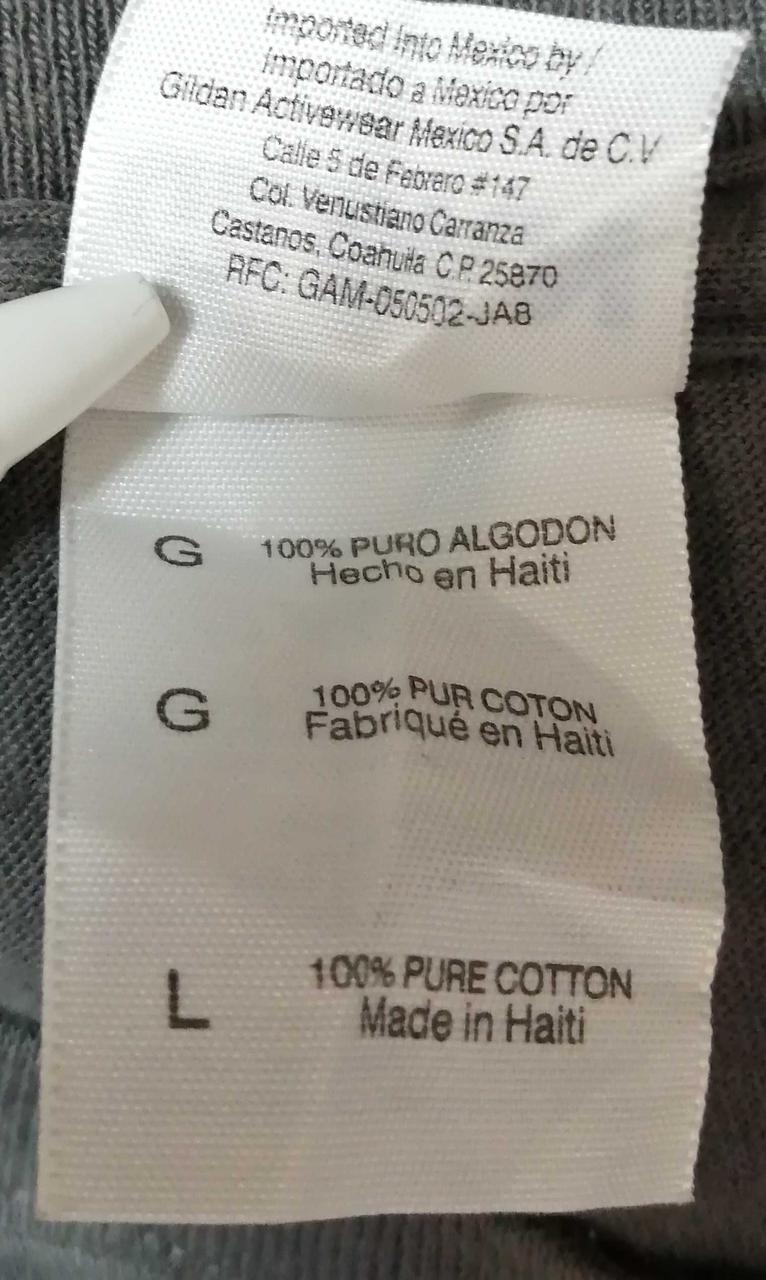 Imported Into Mexico by /
importado a Mexico por
Gildan Activewear Mexico S.A. de C.V
Calle 5 de Febrero #147
Col. Venustiano Carranza
Castanos, Coahuila C.P. 25870
RFC: GAM-050502-JA8
G 100% PURO ALGODON
Hecho en Haiti
G 100% PUR COTON
Fabriqué en Haiti
L 100% PURE COTTON
Made in Haiti